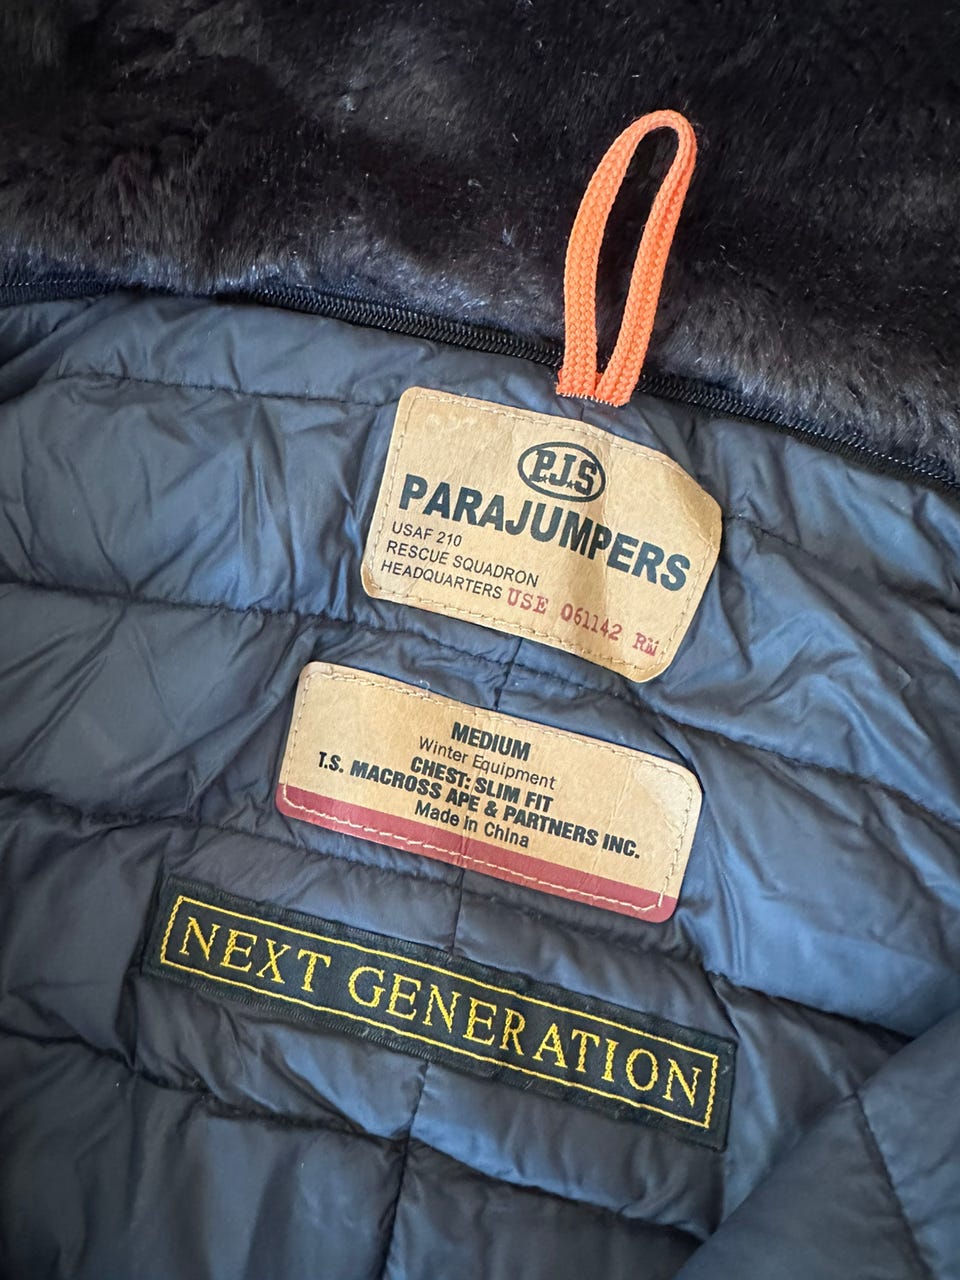 P.J.S
PARAJUMPERS
USAF 210
RESCUE SQUADRON
HEADQUARTERS USE 061142 RW.
MEDIUM
Winter Equipment
CHEST: SLIM FIT
T.S. MACROSS APE & PARTNERS INC.
Made in China
NEXT GENERATION